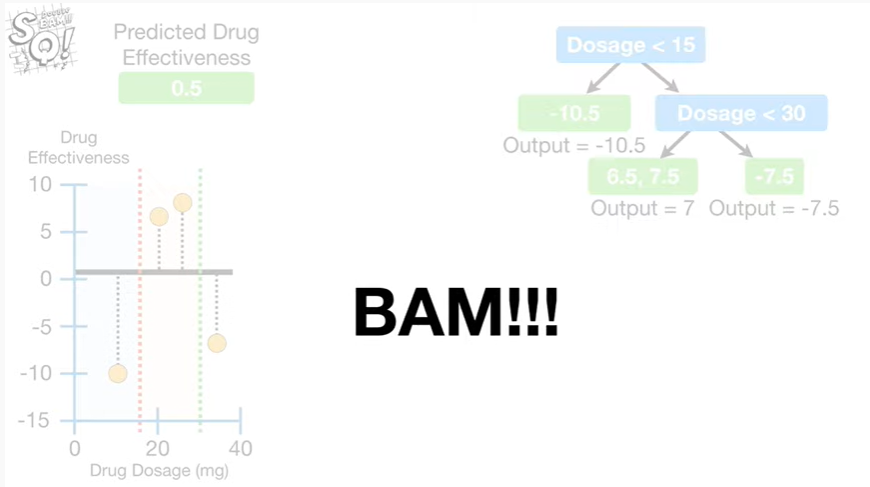 SQ!
Predicted Drug
Effectiveness
0.5
Dosage < 15
-10.5
Dosage < 30
Output = -10.5
6.5, 7.5
-7.5
Output = 7
Output = -7.5
Drug
Effectiveness
10
5
0
-5
-10
-15
0
20
40
Drug Dosage (mg)
BAM!!!